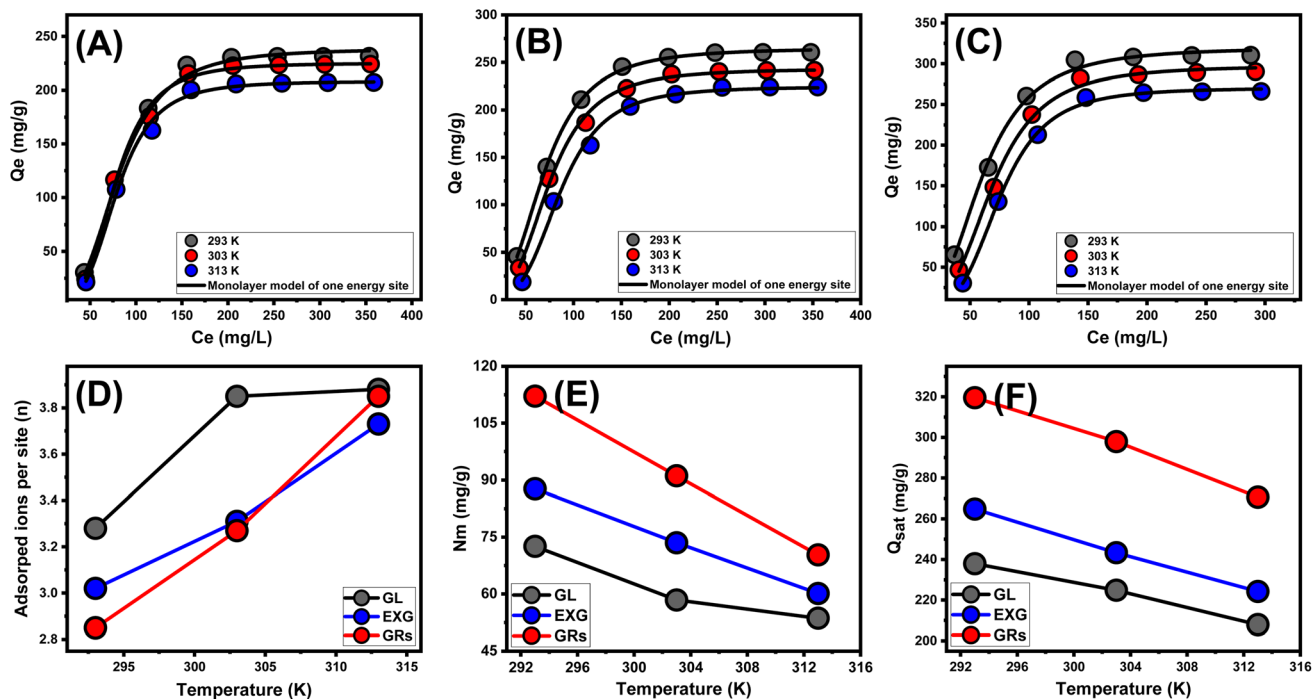 (A)
Qe (mg/g)
250
200
150
100
50
293 K
303 K
313 K
Monolayer model of one energy site
50 100 150 200 250 300 350 400
Ce (mg/L)
(B)
Qe (mg/g)
300
250
200
150
100
50
0
293 K
303 K
313 K
Monolayer model of one energy site
50 100 150 200 250 300 350 400
Ce (mg/L)
(C)
Qe (mg/g)
350
300
250
200
150
100
50
0
293 K
303 K
313 K
Monolayer model of one energy site
50 100 150 200 250 300
Ce (mg/L)
(D)
Adsorped ions per site (n)
3.8
3.6
3.4
3.2
3.0
2.8
GL
EXG
GRs
295 300 305 310 315
Temperature (K)
(E)
Nm (mg/g)
120
105
90
75
60
45
GL
EXG
GRs
292 296 300 304 308 312 316
Temperature (K)
(F)
Qsat (mg/g)
340
320
300
280
260
240
220
200
GL
EXG
GRs
292 296 300 304 308 312 316
Temperature (K)